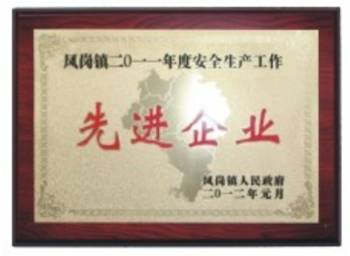 凤岗镇二〇一一年度安全生产工作
先进企业
凤岗镇人民政府
二〇一二年元月